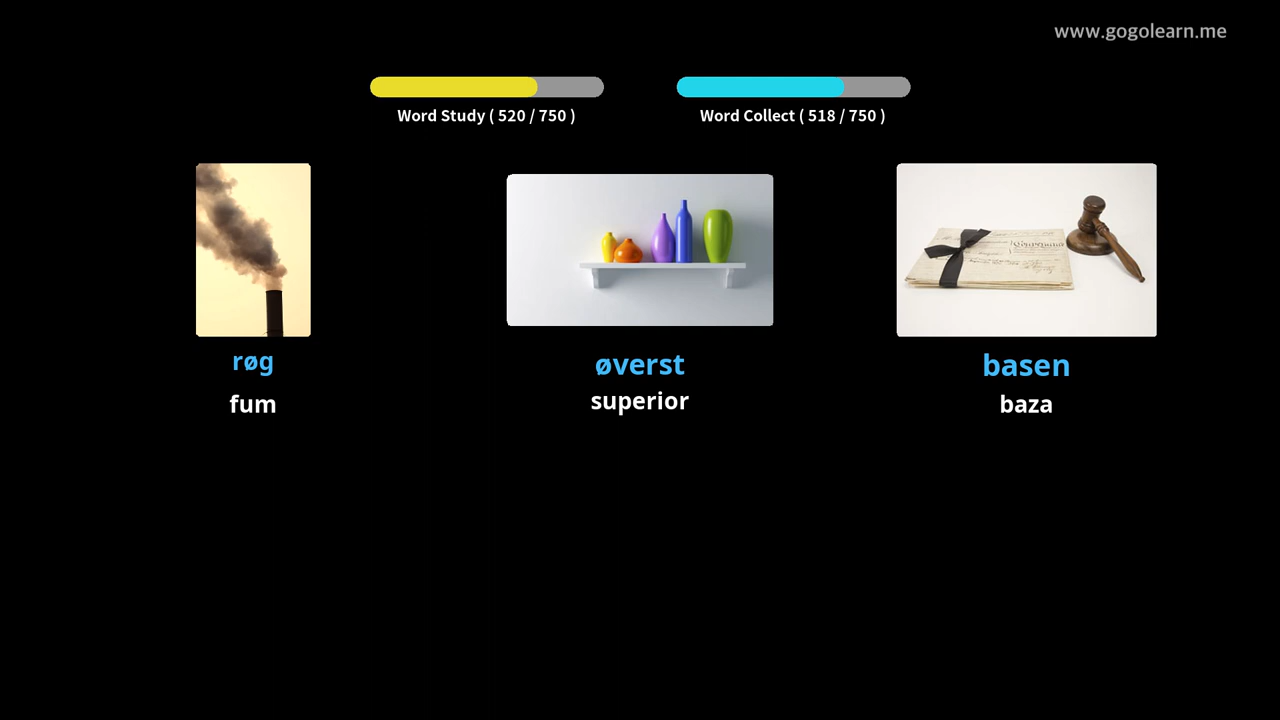 www.gogolearn.me
Word Study ( 520 / 750 )
Word Collect ( 518 / 750 )
røg
øverst
basen
fum
superior
baza